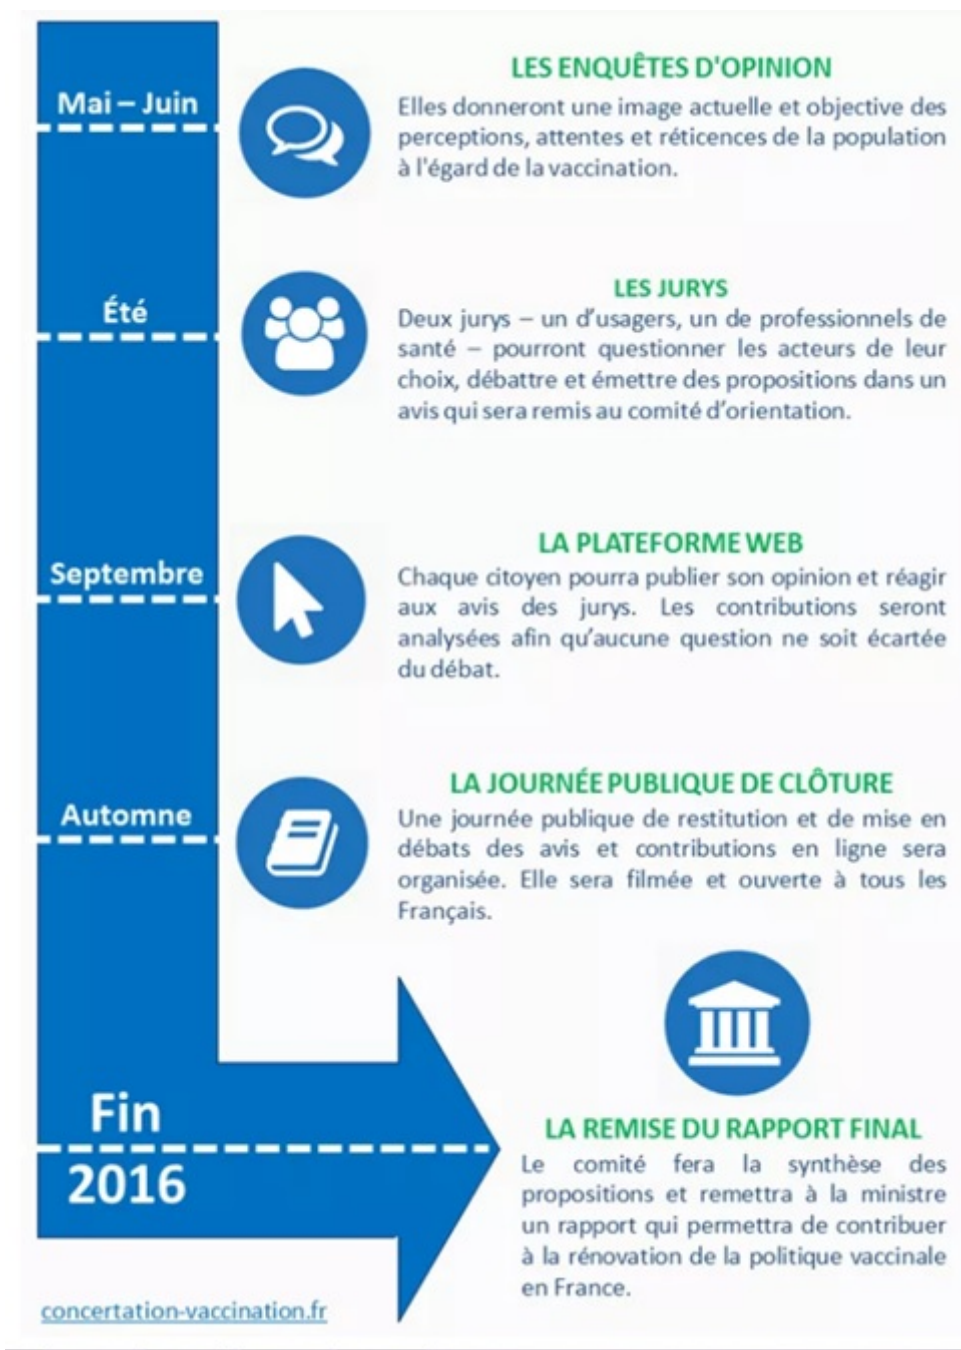 Mai – Juin
LES ENQUÊTES D'OPINION
Elles donneront une image actuelle et objective des
perceptions, attentes et réticences de la population
à l'égard de la vaccination.
Été
LES JURYS
Deux jurys – un d’usagers, un de professionnels de
santé – pourront questionner les acteurs de leur
choix, débattre et émettre des propositions dans un
avis qui sera remis au comité d’orientation.
Septembre
LA PLATEFORME WEB
Chaque citoyen pourra publier son opinion et réagir
aux avis des jurys. Les contributions seront
analysées afin qu’aucune question ne soit écartée
du débat.
Automne
LA JOURNÉE PUBLIQUE DE CLÔTURE
Une journée publique de restitution et de mise en
débats des avis et contributions en ligne sera
organisée. Elle sera filmée et ouverte à tous les
Français.
Fin
2016
LA REMISE DU RAPPORT FINAL
Le comité fera la synthèse des
propositions et remettra à la ministre
un rapport qui permettra de contribuer
à la rénovation de la politique vaccinale
en France.
concertation-vaccination.fr